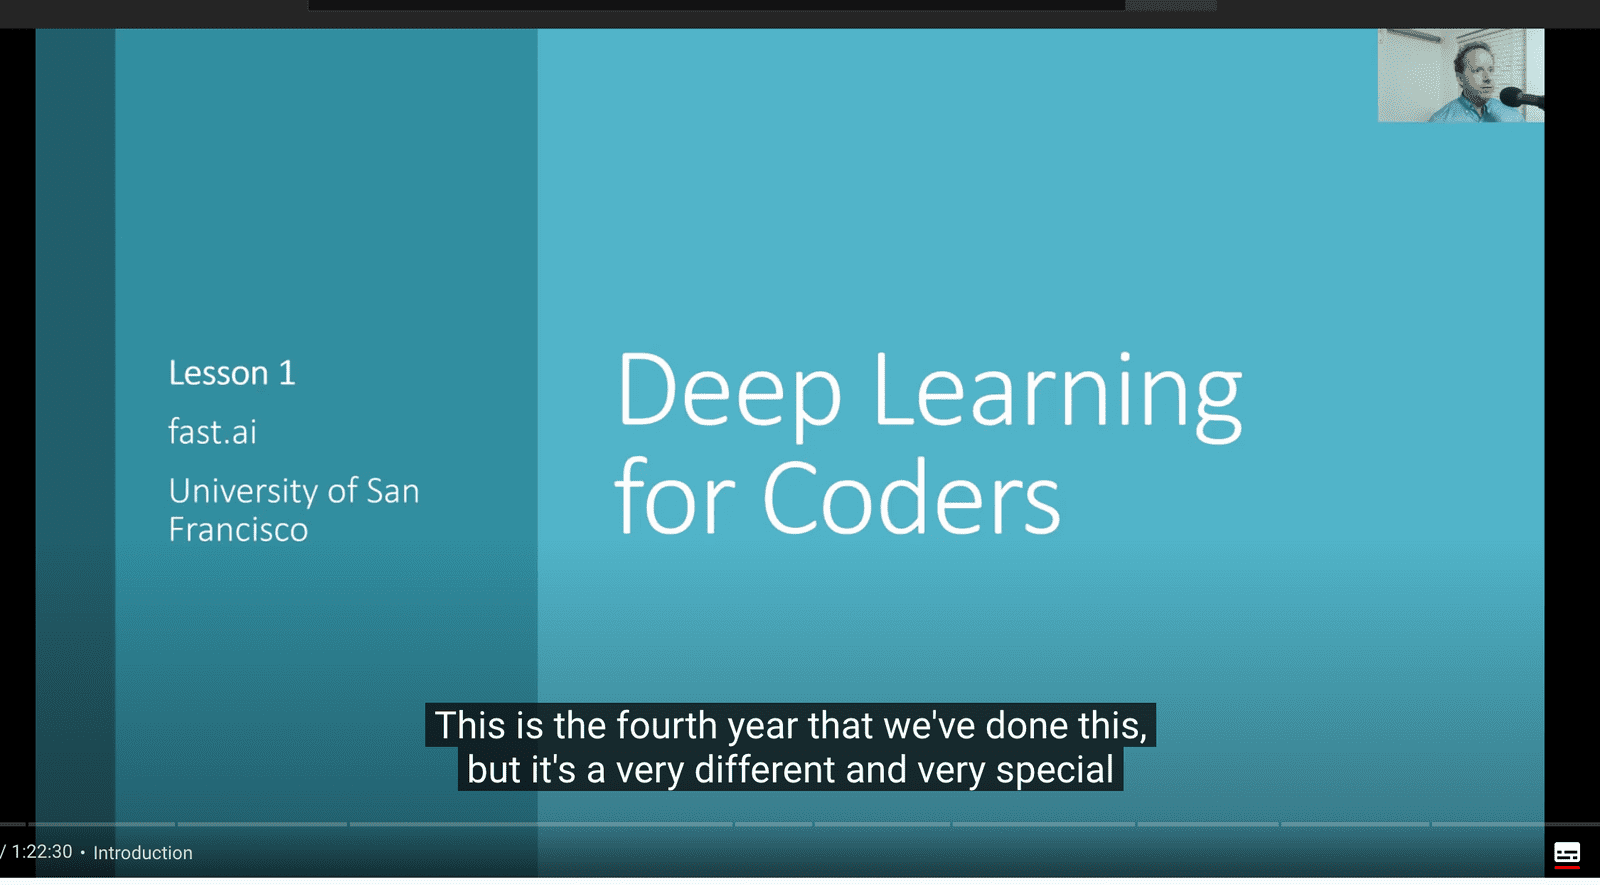 Lesson 1
fast.ai
University of San
Francisco
Deep Learning
for Coders
This is the fourth year that we've done this,
but it's a very different and very special
/ 1:22:30 • Introduction